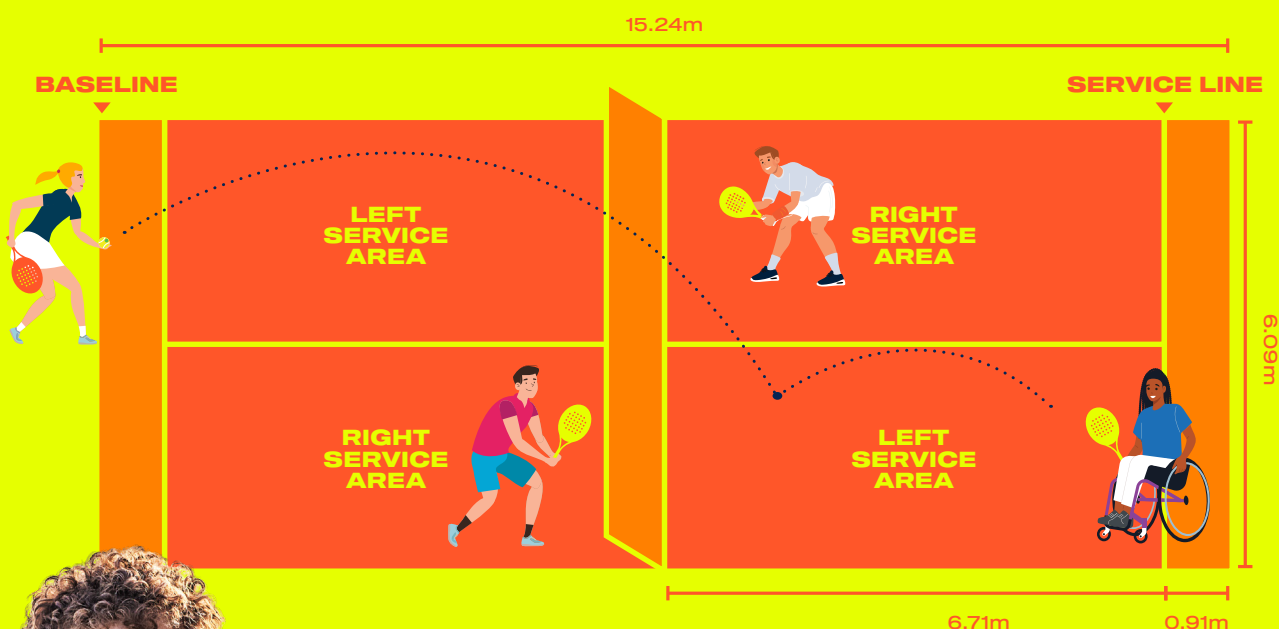 15.24m
BASELINE
SERVICE LINE
LEFT
SERVICE
AREA
RIGHT
SERVICE
AREA
6.09m
RIGHT
SERVICE
AREA
LEFT
SERVICE
AREA
6.71m
0.91m